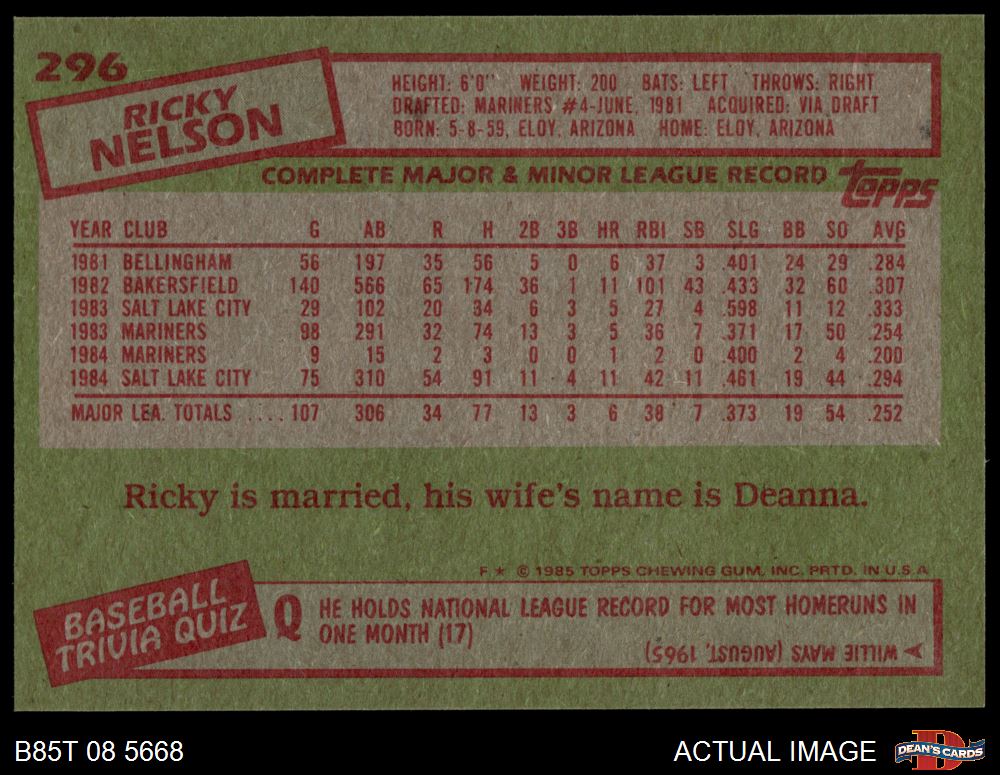 296
RICKY
NELSON
HEIGHT: 6'0" WEIGHT: 200 BATS: LEFT THROWS: RIGHT
DRAFTED: MARINERS #4-JUNE, 1981 ACQUIRED: VIA DRAFT
BORN: 5-8-59, ELOY, ARIZONA HOME: ELOY, ARIZONA
COMPLETE MAJOR & MINOR LEAGUE RECORD topps
YEAR CLUB G AB R H 2B 3B HR RBI SB SLG BB SO AVG
1981 BELLINGHAM 56 197 35 56 5 0 6 37 3 .401 24 29 .284
1982 BAKERSFIELD 140 566 65 174 36 1 11 101 43 .433 32 60 .307
1983 SALT LAKE CITY 29 102 20 34 6 3 5 27 4 .598 11 12 .333
1983 MARINERS 98 291 32 74 13 3 5 36 7 .371 17 50 .254
1984 MARINERS 9 15 2 3 0 0 1 2 0 .400 2 4 .200
1984 SALT LAKE CITY 75 310 54 91 11 4 11 42 11 .461 19 44 .294
MAJOR LEA. TOTALS .... 107 306 34 77 13 3 6 38 7 .373 19 54 .252
Ricky is married, his wife's name is Deanna.
F ★ © 1985 TOPPS CHEWING GUM, INC. PRTD. IN U.S.A
BASEBALL
TRIVIA QUIZ
Q HE HOLDS NATIONAL LEAGUE RECORD FOR MOST HOMERUNS IN
ONE MONTH (17)
➤ WILLIE MAYS (AUGUST, 1965)
B85T 08 5668
ACTUAL IMAGE
DEAN'S CARDS